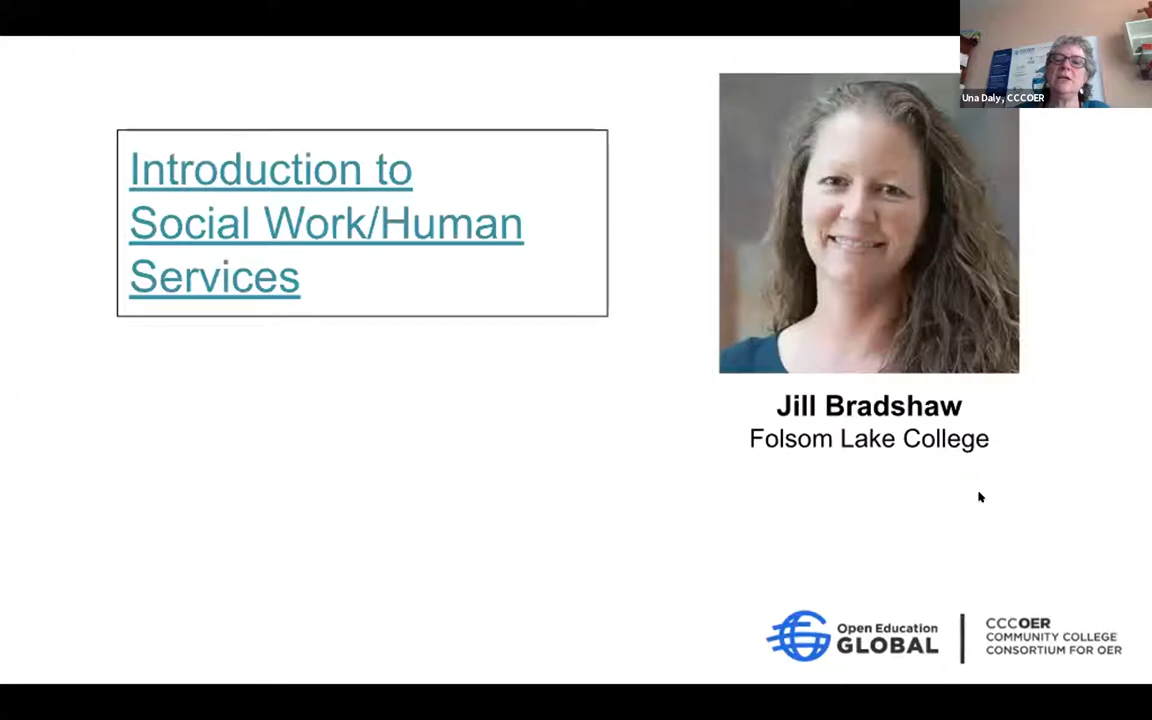 Una Daly, CCCOER
Introduction to
Social Work/Human
Services
Jill Bradshaw
Folsom Lake College
Open Education
GLOBAL
CCCOER
COMMUNITY COLLEGE
CONSORTIUM FOR OER